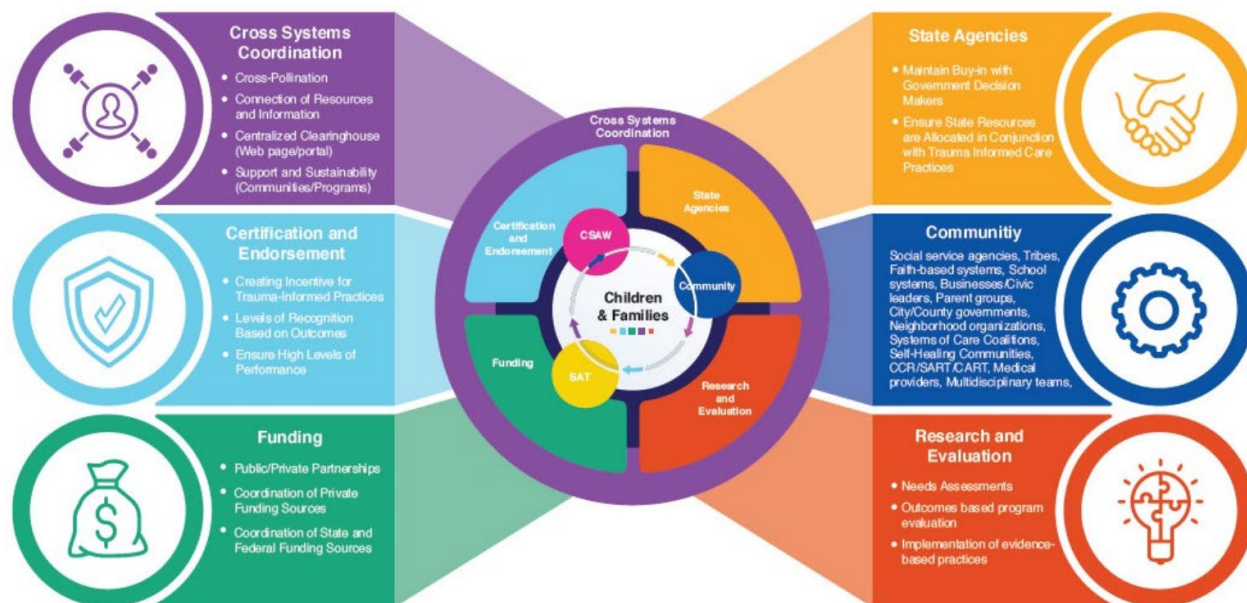 Cross Systems
Coordination
• Cross-Pollination
• Connection of Resources
and Information
• Centralized Clearinghouse
(Web page/portal)
• Support and Sustainability
(Communities/Programs)
Certification and
Endorsement
• Creating Incentive for
Trauma-Informed Practices
• Levels of Recognition
Based on Outcomes
• Ensure High Levels of
Performance
Funding
• Public/Private Partnerships
• Coordination of Private
Funding Sources
• Coordination of State and
Federal Funding Sources
$
Cross Systems
Coordination
Certification
and
Endorsement
State
Agencies
CSAW
Community
Children
& Families
Funding
SAT
Research
and
Evaluation
State Agencies
• Maintain Buy-in with
Government Decision
Makers
• Ensure State Resources
are Allocated in Conjunction
with Trauma Informed Care
Practices
Communitiy
Social service agencies, Tribes,
Faith-based systems, School
systems, Businesses/Civic
leaders, Parent groups,
City/County governments,
Neighborhood organizations,
Systems of Care Coalitions,
Self-Healing Communities,
CCR/SART/CART, Medical
providers, Multidisciplinary teams,
Research and
Evaluation
• Needs Assessments
• Outcomes based program
evaluation
• Implementation of evidence-
based practices